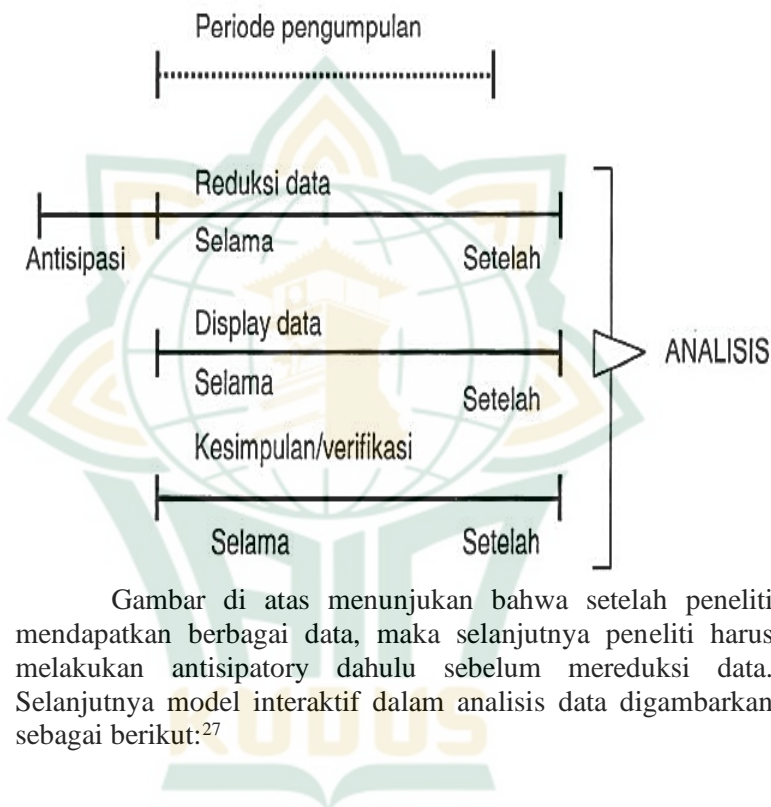 Periode pengumpulan
Reduksi data
Antisipasi
Selama
Setelah
Display data
Selama
Setelah
ANALISIS
Kesimpulan/verifikasi
Selama
Setelah
Gambar di atas menunjukan bahwa setelah peneliti
mendapatkan berbagai data, maka selanjutnya peneliti harus
melakukan antisipatory dahulu sebelum mereduksi data.
Selanjutnya model interaktif dalam analisis data digambarkan
sebagai berikut:27
IAIN
KUDUS